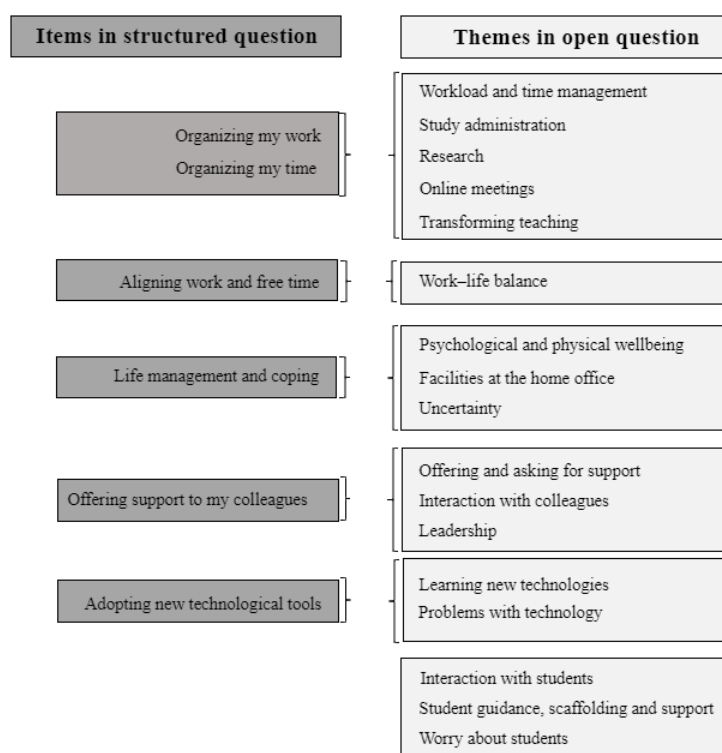 Items in structured question
Themes in open question
Organizing my work
Organizing my time
Workload and time management
Study administration
Research
Online meetings
Transforming teaching
Aligning work and free time
Work–life balance
Life management and coping
Psychological and physical wellbeing
Facilities at the home office
Uncertainty
Offering support to my colleagues
Offering and asking for support
Interaction with colleagues
Leadership
Adopting new technological tools
Learning new technologies
Problems with technology
Interaction with students
Student guidance, scaffolding and support
Worry about students